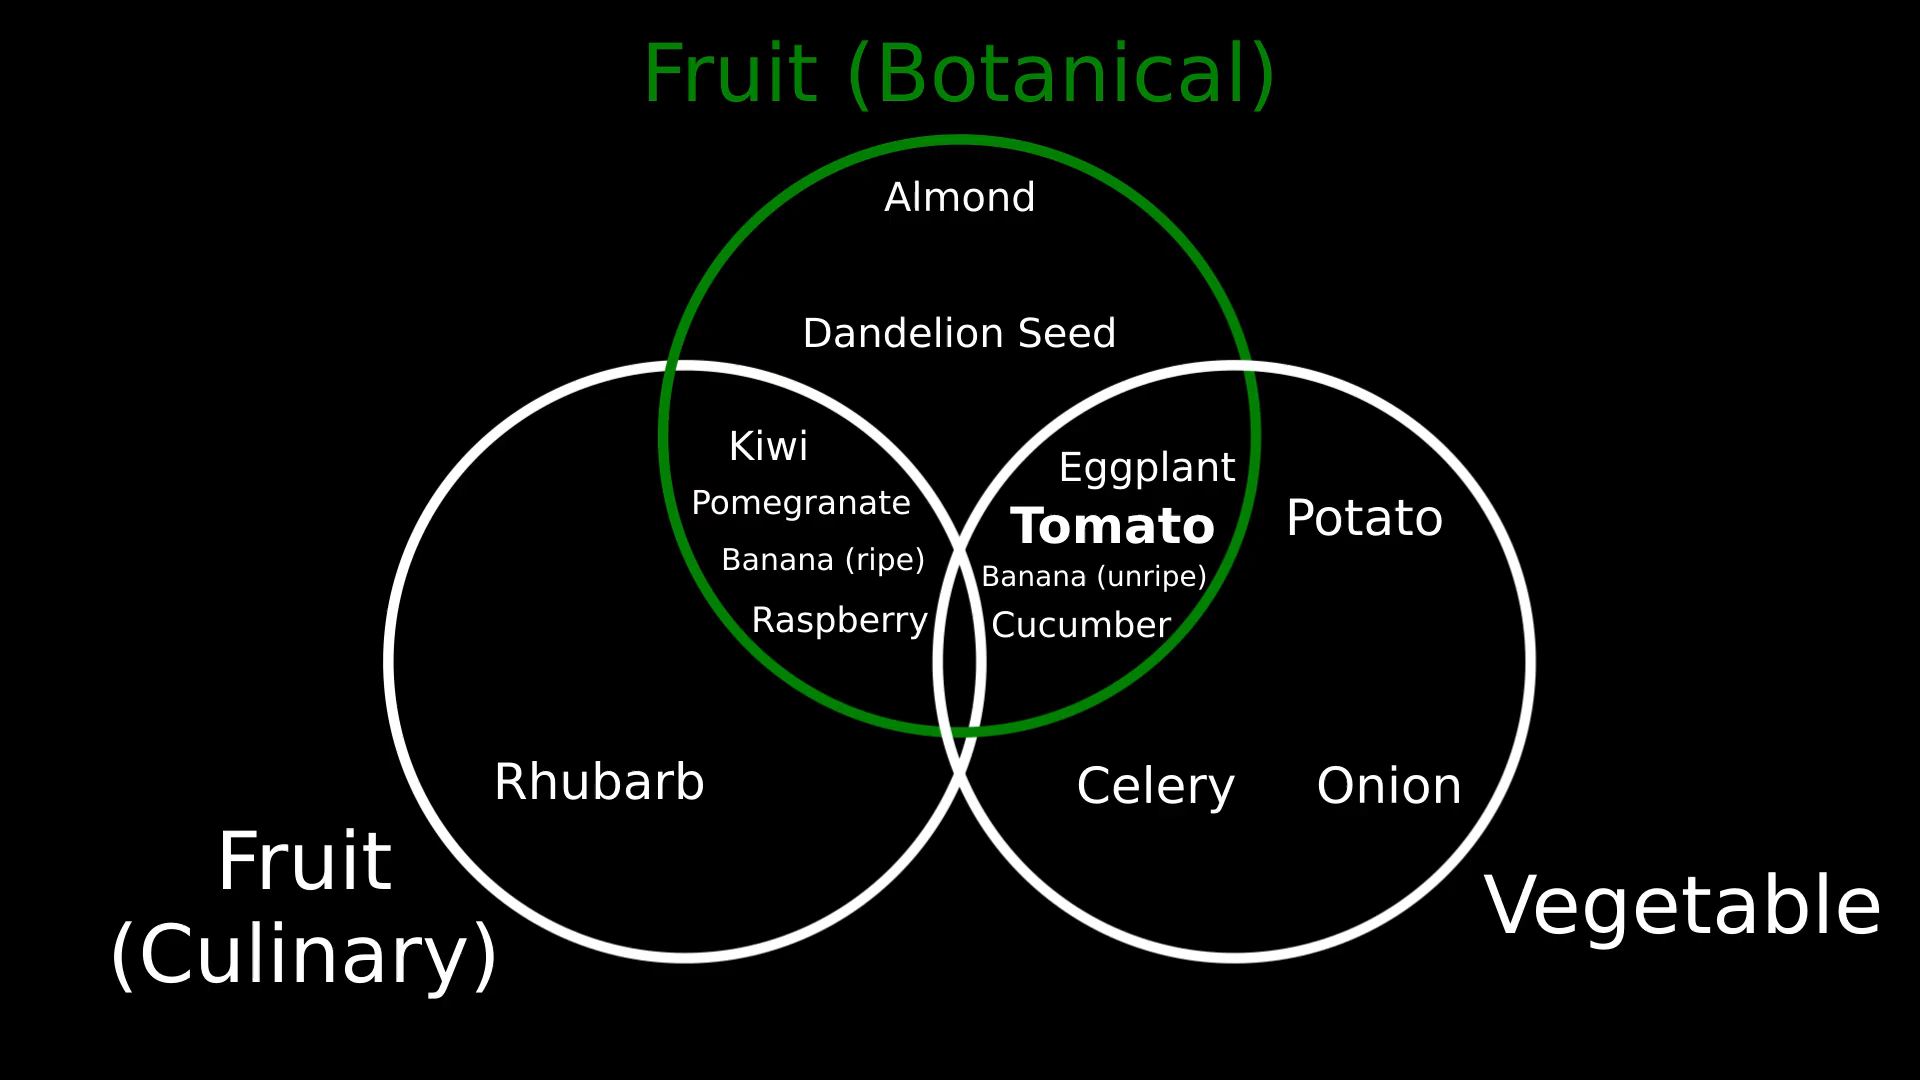 Fruit (Botanical)
Almond
Dandelion Seed
Kiwi
Pomegranate
Banana (ripe)
Raspberry
Eggplant
Tomato
Banana (unripe)
Cucumber
Potato
Rhubarb
Celery
Onion
Fruit
(Culinary)
Vegetable